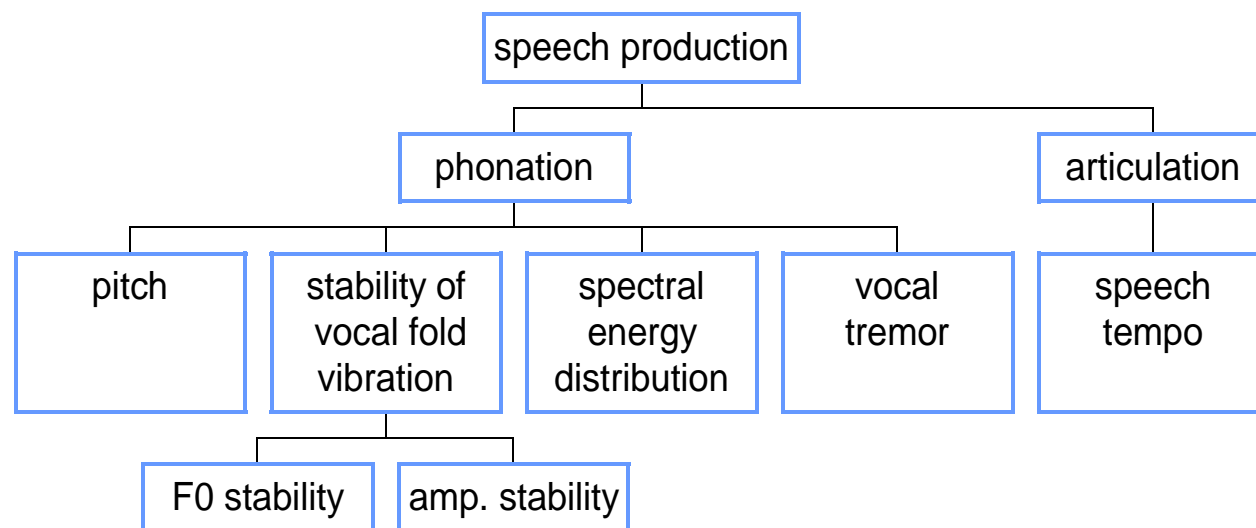 speech production
phonation
articulation
pitch
stability of
vocal fold
vibration
spectral
energy
distribution
vocal
tremor
speech
tempo
F0 stability
amp. stability